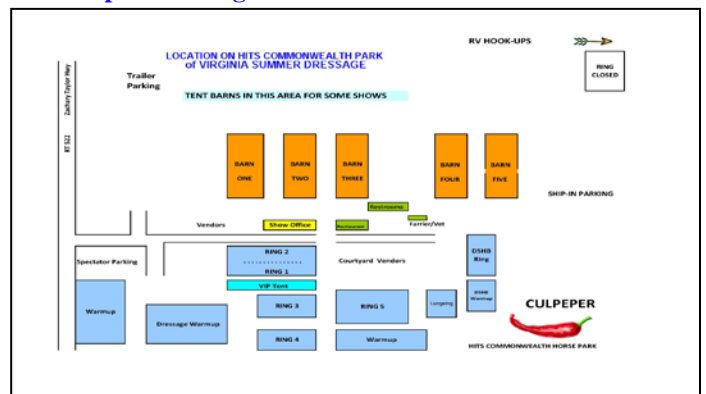 RV HOOK-UPS
LOCATION ON HITS COMMONWEALTH PARK
of VIRGINIA SUMMER DRESSAGE
RING
CLOSED
Trailer
Parking
Zachary Taylor Hwy
TENT BARNS IN THIS AREA FOR SOME SHOWS
RT 522
BARN
ONE
BARN
TWO
BARN
THREE
BARN
FOUR
BARN
FIVE
SHIP-IN PARKING
Restrooms
Vendors
Show Office
Restaurant
Farrier/Vet
Spectator Parking
RING 2
RING 1
Courtyard Vendors
DSHB
Ring
VIP Tent
Warmup
Dressage Warmup
RING 3
RING 5
Lungeing
DSHB
Warmup
CULPEPER
RING 4
Warmup
HITS COMMONWEALTH HORSE PARK